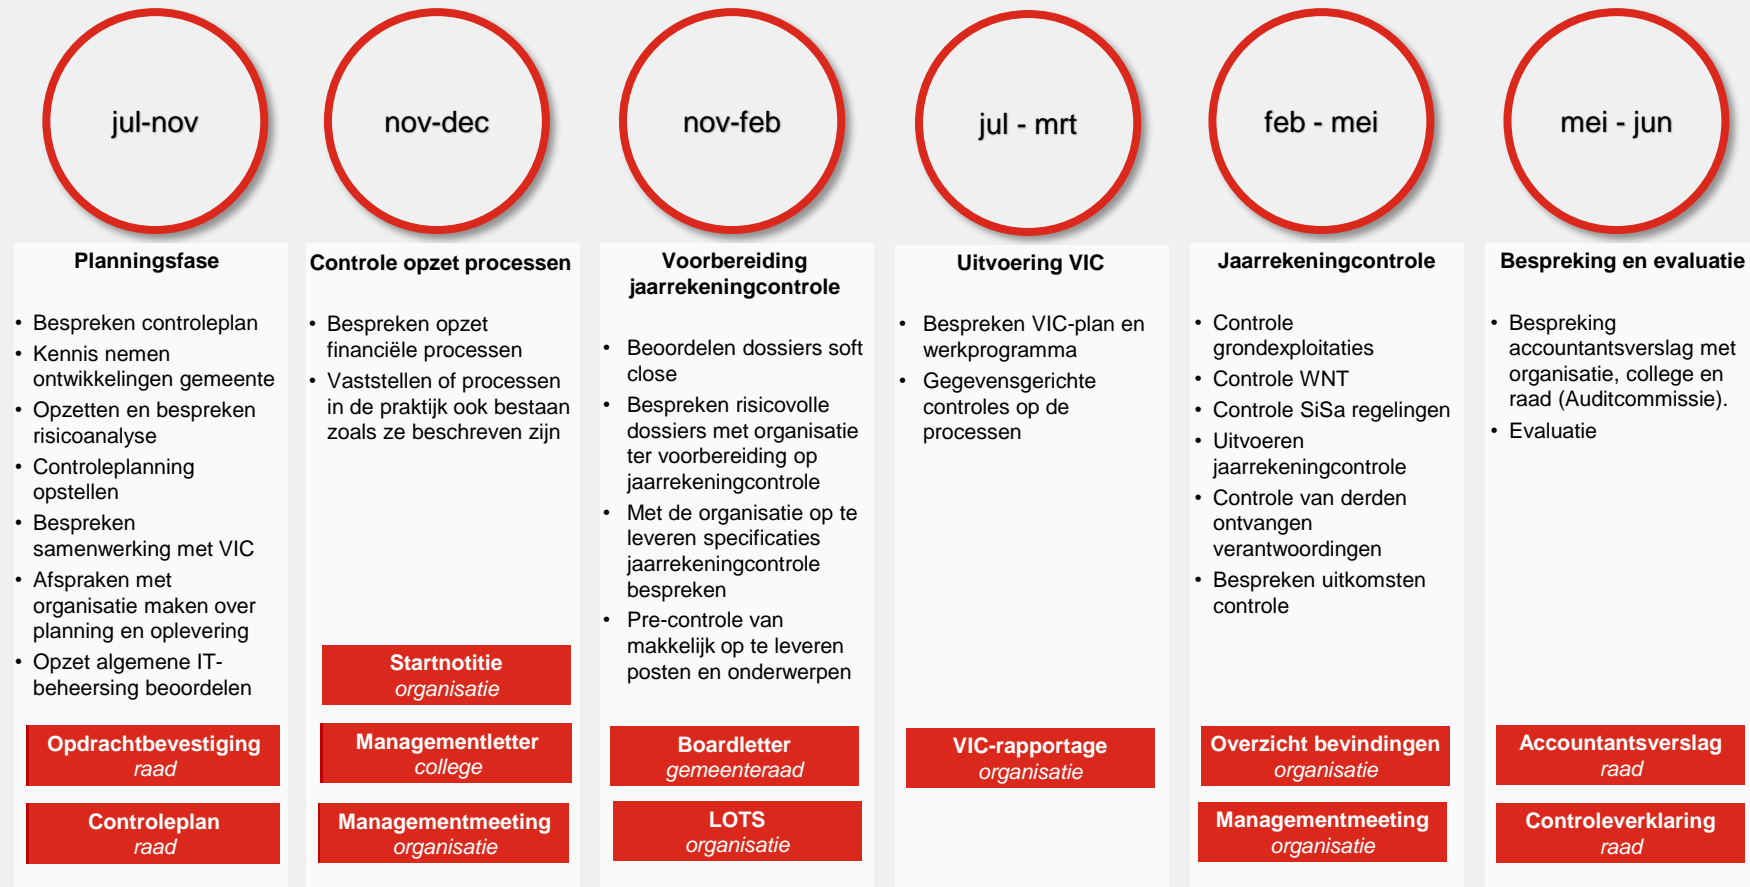 jul-nov
Planningsfase
• Bespreken controleplan
• Kennis nemen
ontwikkelingen gemeente
• Opzetten en bespreken
risicoanalyse
• Controleplanning
opstellen
• Bespreken
samenwerking met VIC
• Afspraken met
organisatie maken over
planning en oplevering
• Opzet algemene IT-
beheersing beoordelen
Opdrachtbevestiging
raad
Controleplan
raad
nov-dec
Controle opzet processen
• Bespreken opzet
financiële processen
• Vaststellen of processen
in de praktijk ook bestaan
zoals ze beschreven zijn
Startnotitie
organisatie
Managementletter
college
Managementmeeting
organisatie
nov-feb
Voorbereiding
jaarrekeningcontrole
• Beoordelen dossiers soft
close
• Bespreken risicovolle
dossiers met organisatie
ter voorbereiding op
jaarrekeningcontrole
• Met de organisatie op te
leveren specificaties
jaarrekeningcontrole
bespreken
• Pre-controle van
makkelijk op te leveren
posten en onderwerpen
Boardletter
gemeenteraad
LOTS
organisatie
jul - mrt
Uitvoering VIC
• Bespreken VIC-plan en
werkprogramma
• Gegevensgerichte
controles op de
processen
VIC-rapportage
organisatie
feb - mei
Jaarrekeningcontrole
• Controle
grondexploitaties
• Controle WNT
• Controle SiSa regelingen
• Uitvoeren
jaarrekeningcontrole
• Controle van derden
ontvangen
verantwoordingen
• Bespreken uitkomsten
controle
Overzicht bevindingen
organisatie
Managementmeeting
organisatie
mei - jun
Bespreking en evaluatie
• Bespreking
accountantsverslag met
organisatie, college en
raad (Auditcommissie).
• Evaluatie
Accountantsverslag
raad
Controleverklaring
raad